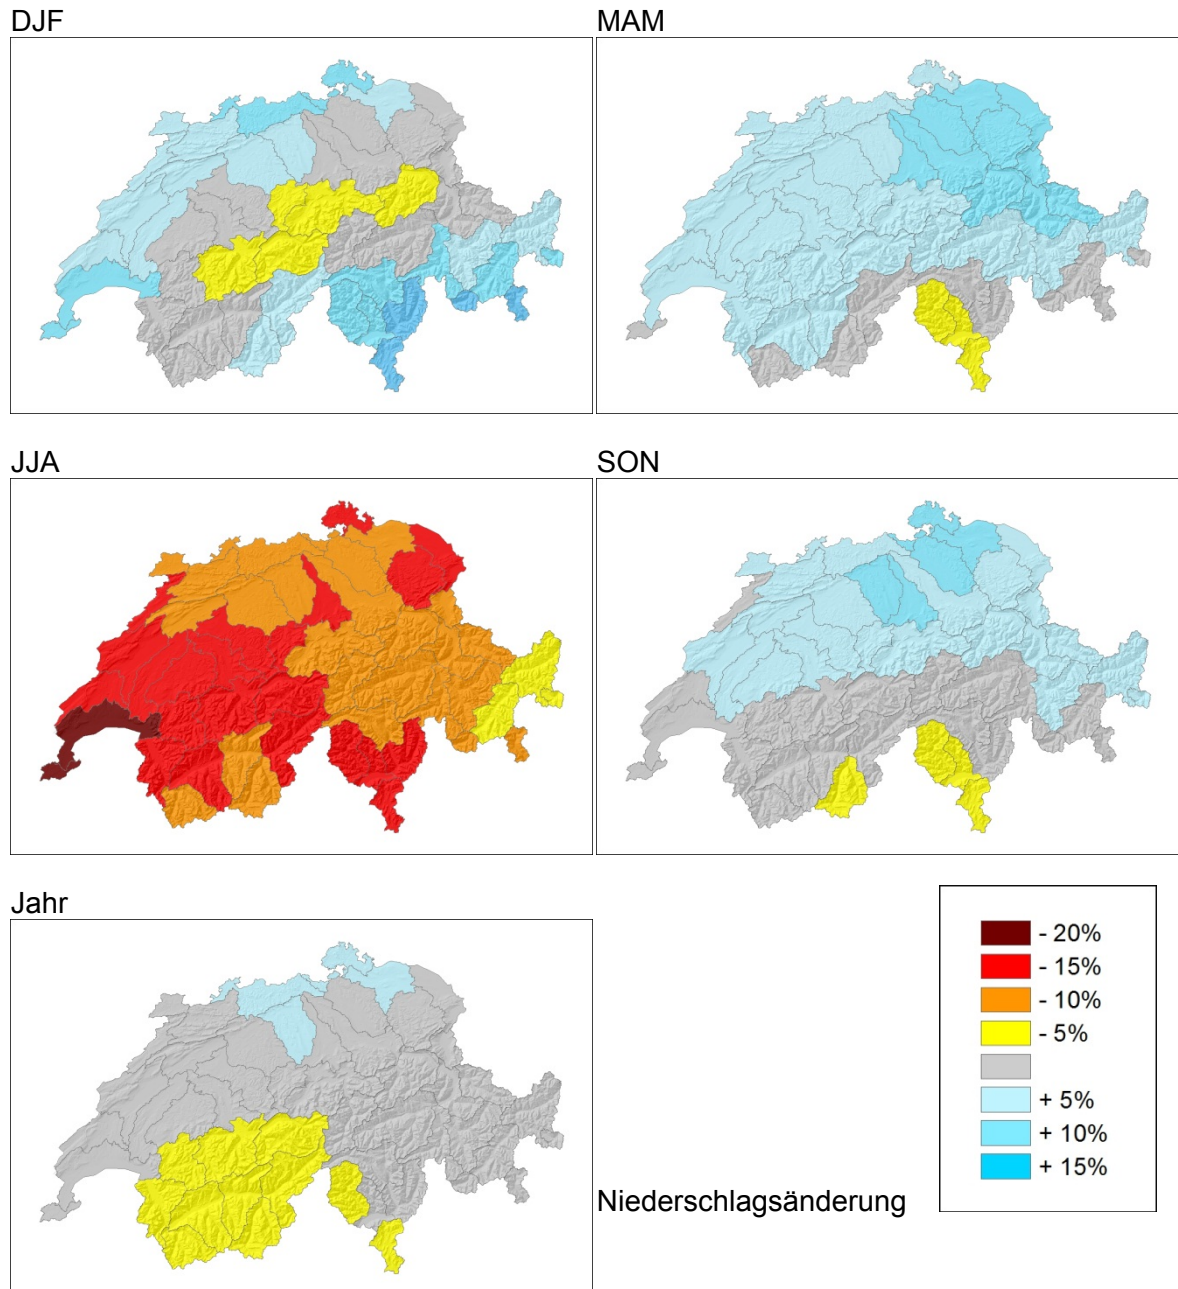 DJF
MAM
JJA
SON
Jahr
- 20%
- 15%
- 10%
- 5%
+ 5%
+ 10%
+ 15%
Niederschlagsänderung